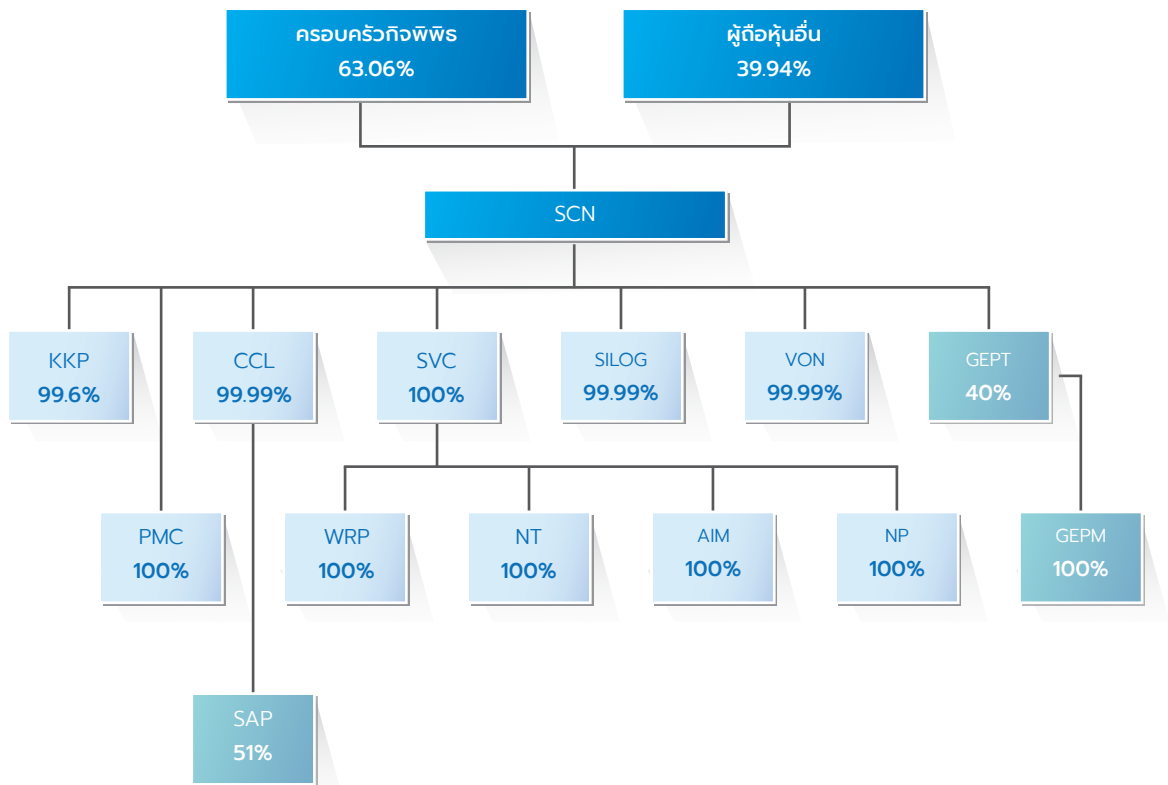 ครอบครัวกิจพิพิธ
63.06%
ผู้ถือหุ้นอื่น
39.94%
SCN
KKP
99.6%
CCL
99.99%
SVC
100%
SILOG
99.99%
VON
99.99%
GEPT
40%
PMC
100%
WRP
100%
NT
100%
AIM
100%
NP
100%
GEPM
100%
SAP
51%